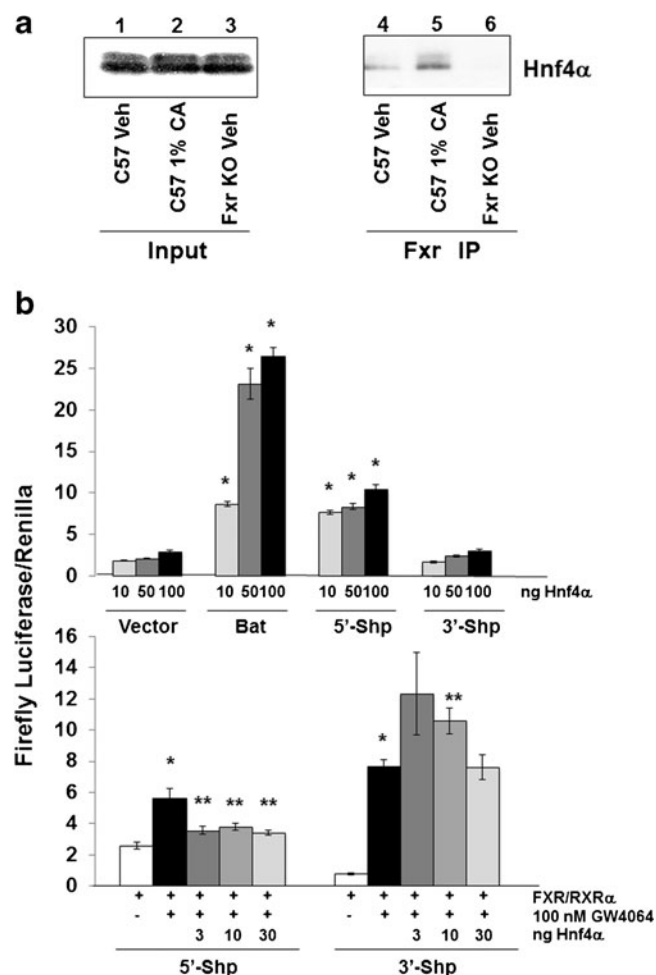 a
1 2 3 4 5 6
Hnf4α
C57 Veh
C57 1% CA
Fxr KO Veh
C57 Veh
C57 1% CA
Fxr KO Veh
Input
Fxr IP
b
Firefly Luciferase/Renilla
30
25
20
15
10
5
0
* * * * * *
10 50 100 10 50 100 10 50 100 10 50 100 ng Hnf4α
Vector Bat 5'-Shp 3'-Shp
16
14
12
10
8
6
4
2
0
* ** ** ** * **
+ + + + + + + + + + FXR/RXRα
- + + + + - + + + + 100 nM GW4064
3 10 30 3 10 30 ng Hnf4α
5'-Shp 3'-Shp